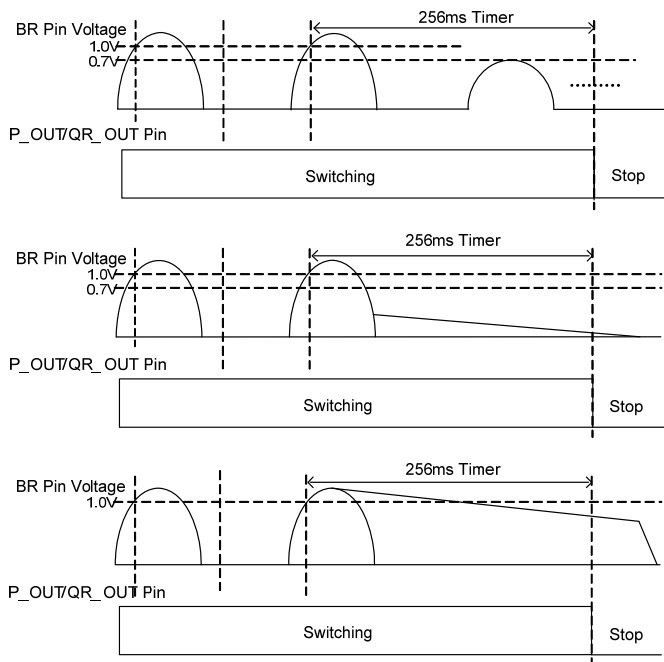 256ms Timer
BR Pin Voltage
1.0V
0.7V
P_OUT/QR_OUT Pin
Switching
Stop
256ms Timer
BR Pin Voltage
1.0V
0.7V
P_OUT/QR_OUT Pin
Switching
Stop
256ms Timer
BR Pin Voltage
1.0V
P_OUT/QR_OUT Pin
Switching
Stop